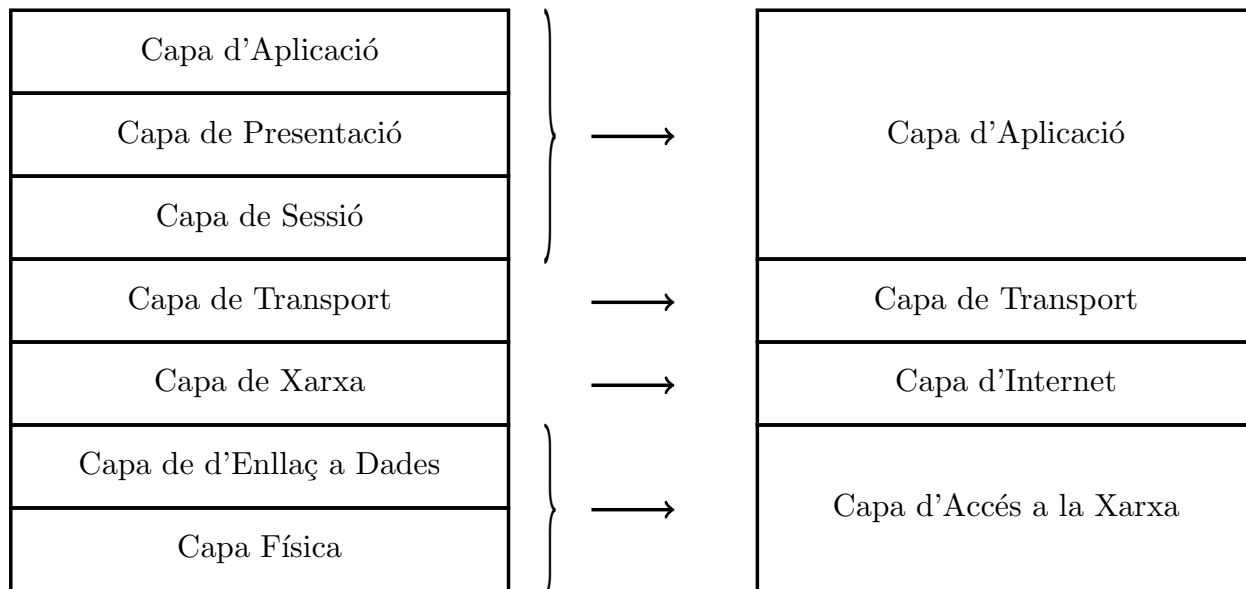 Capa d'Aplicació
Capa de Presentació
Capa de Sessió
Capa de Transport
Capa de Xarxa
Capa de d'Enllaç a Dades
Capa Física
Capa d'Aplicació
Capa de Transport
Capa d'Internet
Capa d'Accés a la Xarxa